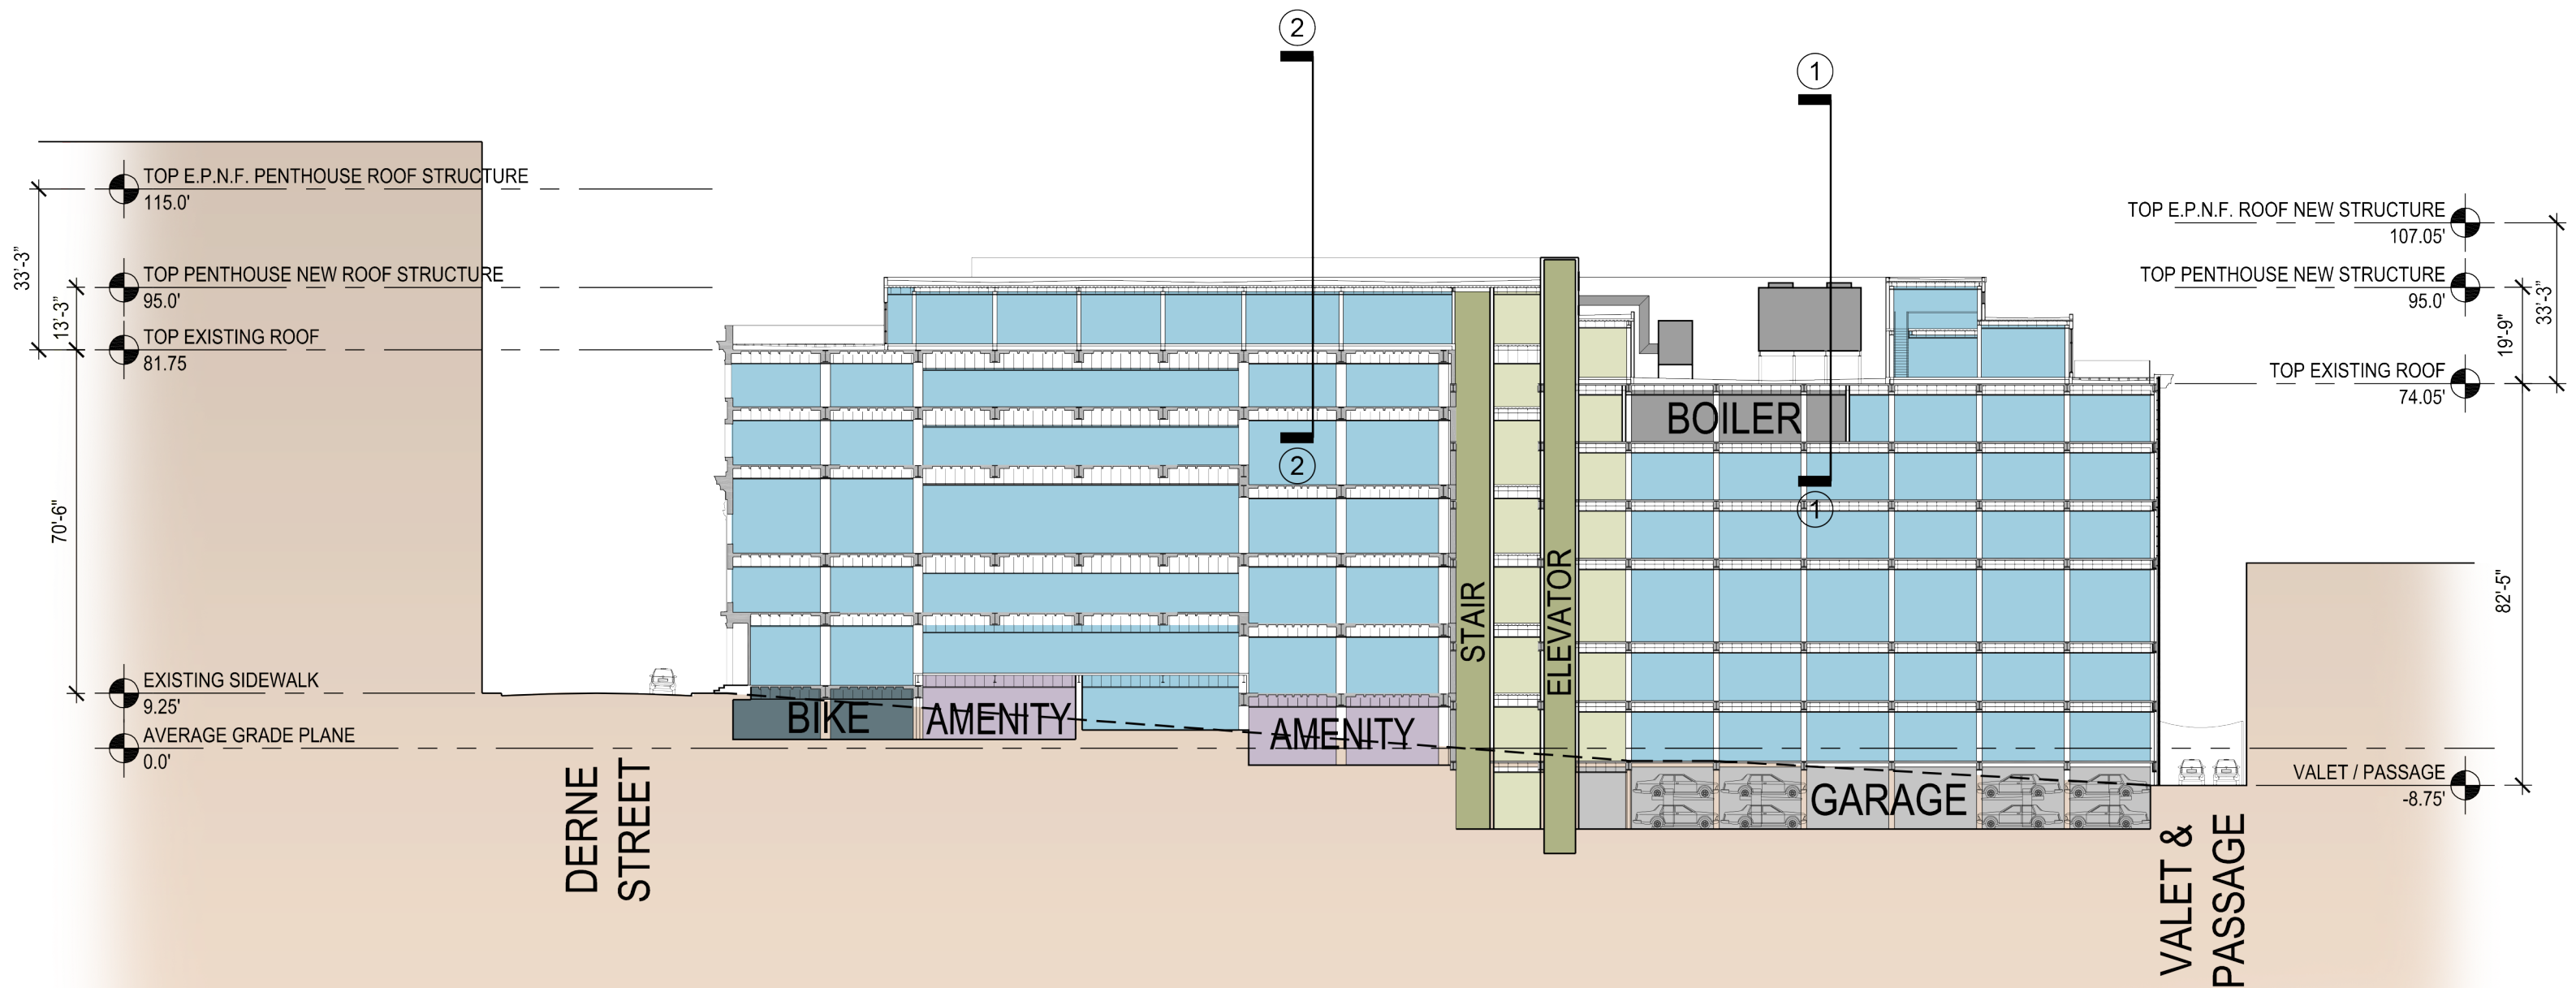 2
1
TOP E.P.N.F. PENTHOUSE ROOF STRUCTURE
115.0'
TOP E.P.N.F. ROOF NEW STRUCTURE
107.05'
33'-3"
TOP PENTHOUSE NEW ROOF STRUCTURE
95.0'
13'-3"
TOP PENTHOUSE NEW STRUCTURE
95.0'
33'-3"
TOP EXISTING ROOF
81.75
19'-9"
TOP EXISTING ROOF
74.05'
BOILER
2
1
70'-6"
82'-5"
STAIR
ELEVATOR
EXISTING SIDEWALK
9.25'
BIKE
AMENITY
AMENITY
AVERAGE GRADE PLANE
0.0'
VALET / PASSAGE
-8.75'
GARAGE
DERNE
STREET
VALET &
PASSAGE